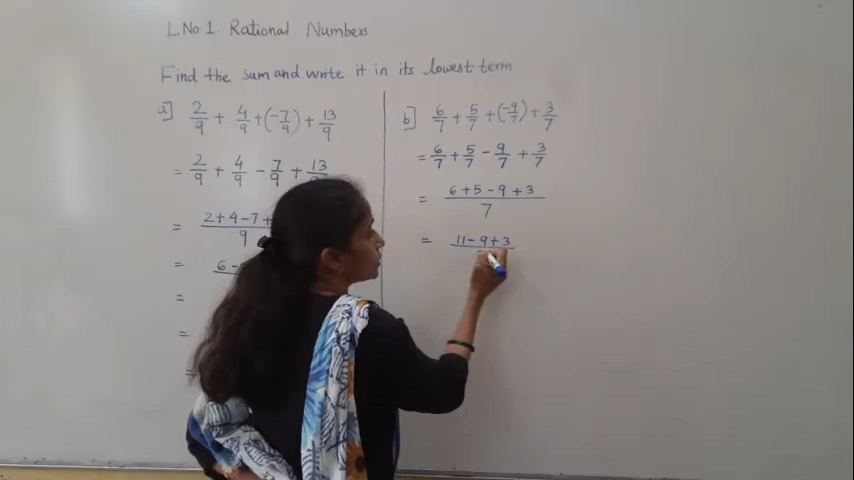 L.No 1. Rational Numbers
Find the sum and write it in its lowest term
a] 2/9 + 4/9 + (-7/9) + 13/9
= 2/9 + 4/9 - 7/9 + 13/
= 2+4-7+ / 9
= 6-
=
=
=
b] 6/7 + 5/7 + (-9/7) + 3/7
= 6/7 + 5/7 - 9/7 + 3/7
= 6+5-9+3 / 7
= 11-9+3